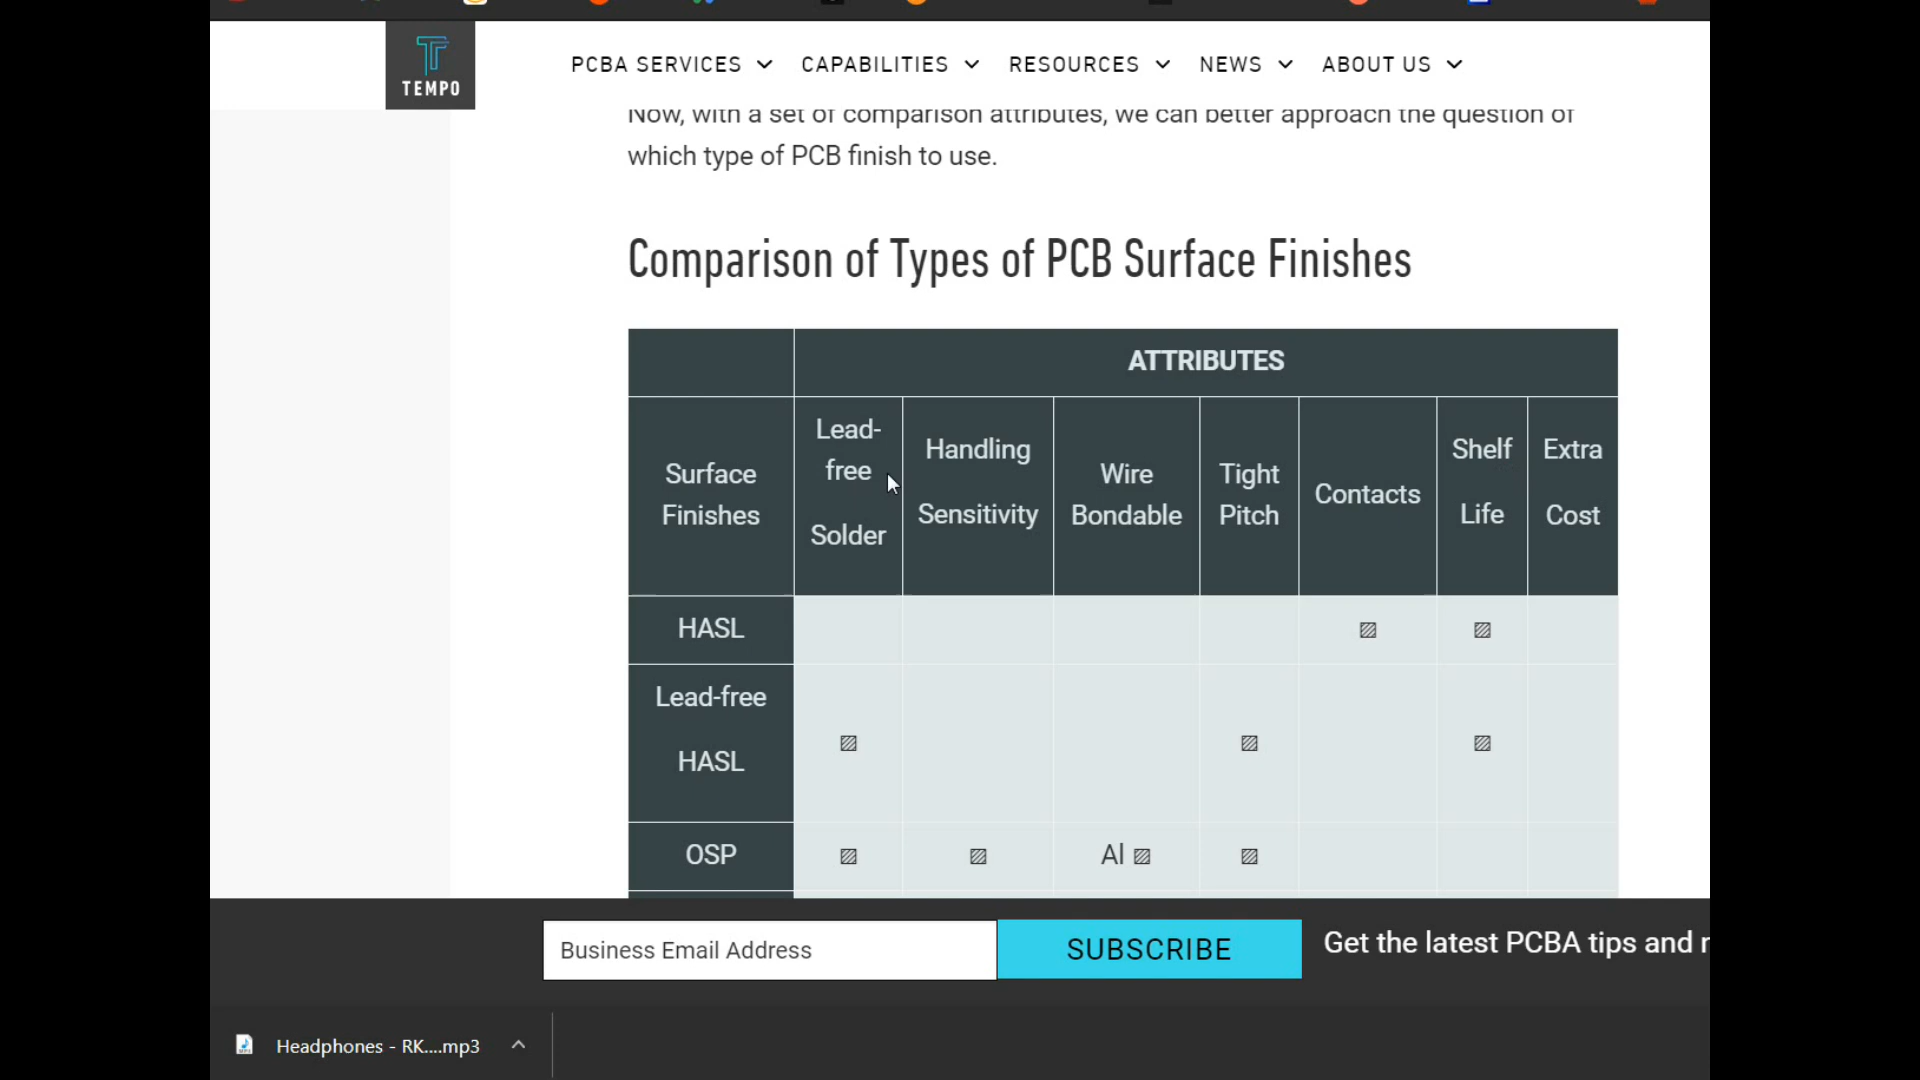 TEMPO
PCBA SERVICES
CAPABILITIES
RESOURCES
NEWS
ABOUT US
Now, with a set of comparison attributes, we can better approach the question of
which type of PCB finish to use.
Comparison of Types of PCB Surface Finishes
ATTRIBUTES
Surface
Finishes
Lead-
free
Solder
Handling
Sensitivity
Wire
Bondable
Tight
Pitch
Contacts
Shelf
Life
Extra
Cost
HASL
▨ ▨
Lead-free
HASL
▨ ▨ ▨
OSP ▨ ▨ Al ▨ ▨
Business Email Address
SUBSCRIBE
Get the latest PCBA tips and
Headphones - RK....mp3